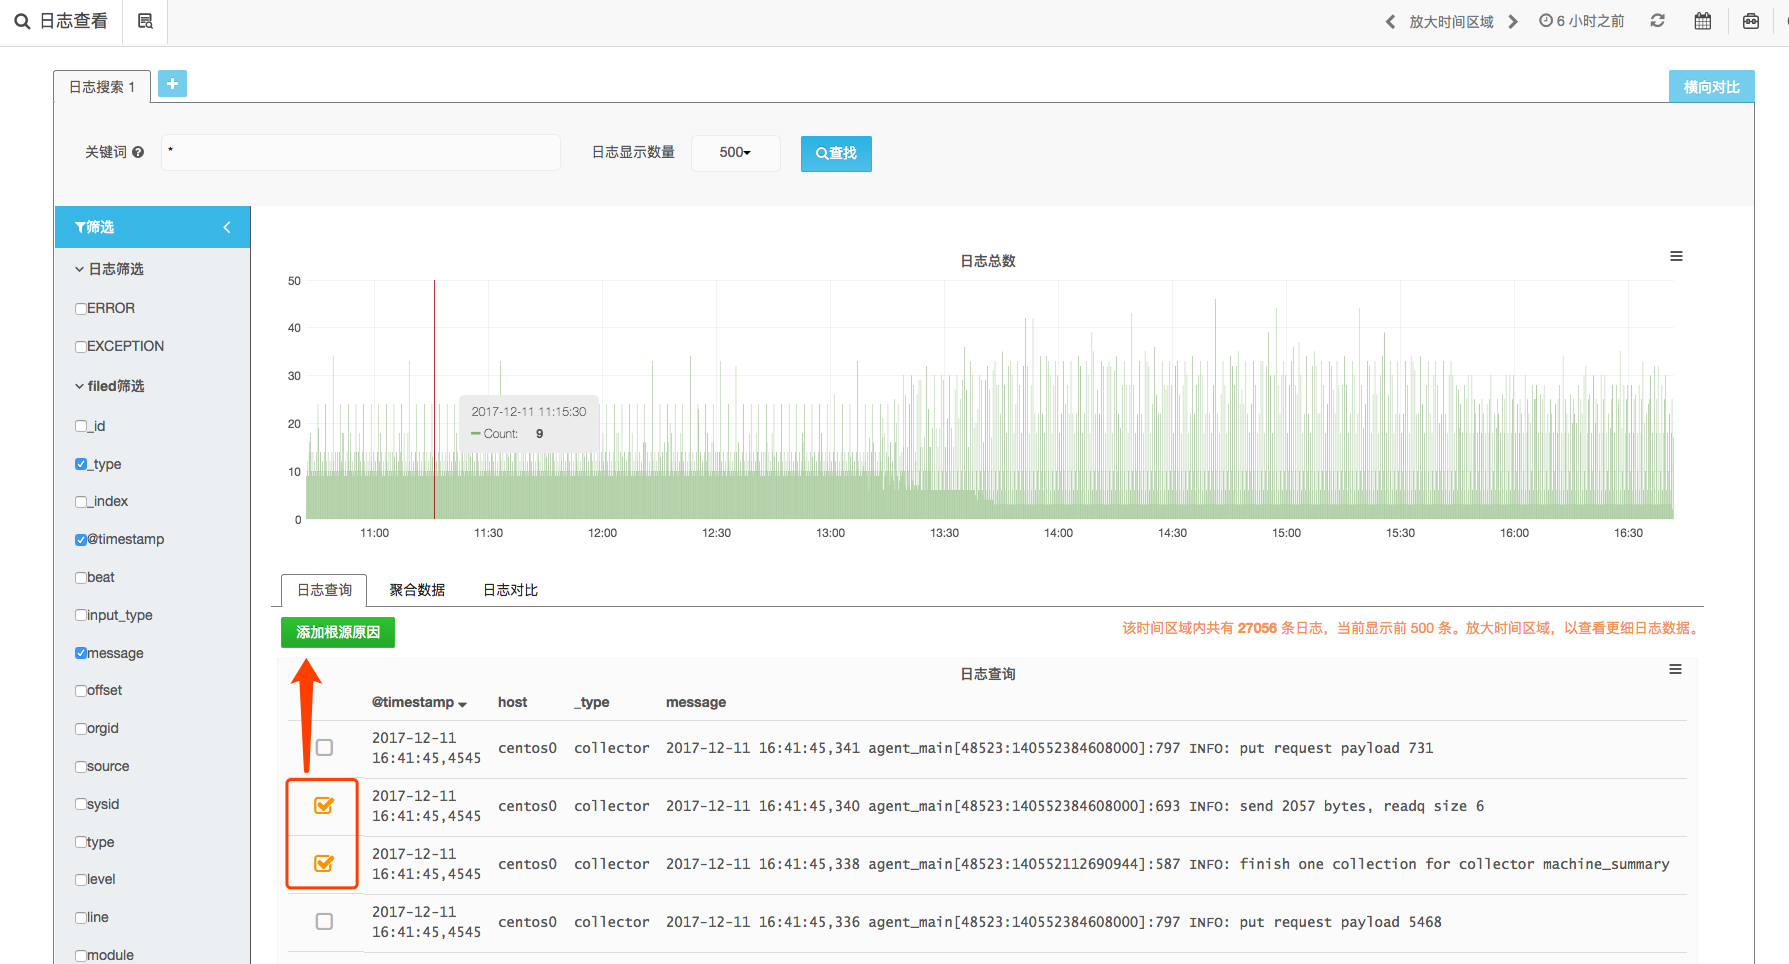 日志查看
放大时间区域
6 小时之前
日志搜索 1
横向对比
关键词
*
日志显示数量
500
查找
筛选
日志筛选
ERROR
EXCEPTION
filed筛选
_id
_type
_index
@timestamp
beat
input_type
message
offset
orgid
source
sysid
type
level
line
module
日志总数
50
40
30
20
10
0
2017-12-11 11:15:30
Count: 9
11:00 11:30 12:00 12:30 13:00 13:30 14:00 14:30 15:00 15:30 16:00 16:30
日志查询 聚合数据 日志对比
添加根源原因
该时间区域内共有 27056 条日志，当前显示前 500 条。放大时间区域，以查看更细日志数据。
日志查询
@timestamp host _type message
2017-12-11
16:41:45,4545 centos0 collector 2017-12-11 16:41:45,341 agent_main[48523:140552384608000]:797 INFO: put request payload 731
2017-12-11
16:41:45,4545 centos0 collector 2017-12-11 16:41:45,340 agent_main[48523:140552384608000]:693 INFO: send 2057 bytes, readq size 6
2017-12-11
16:41:45,4545 centos0 collector 2017-12-11 16:41:45,338 agent_main[48523:140552112690944]:587 INFO: finish one collection for collector machine_summary
2017-12-11
16:41:45,4545 centos0 collector 2017-12-11 16:41:45,336 agent_main[48523:140552384608000]:797 INFO: put request payload 5468